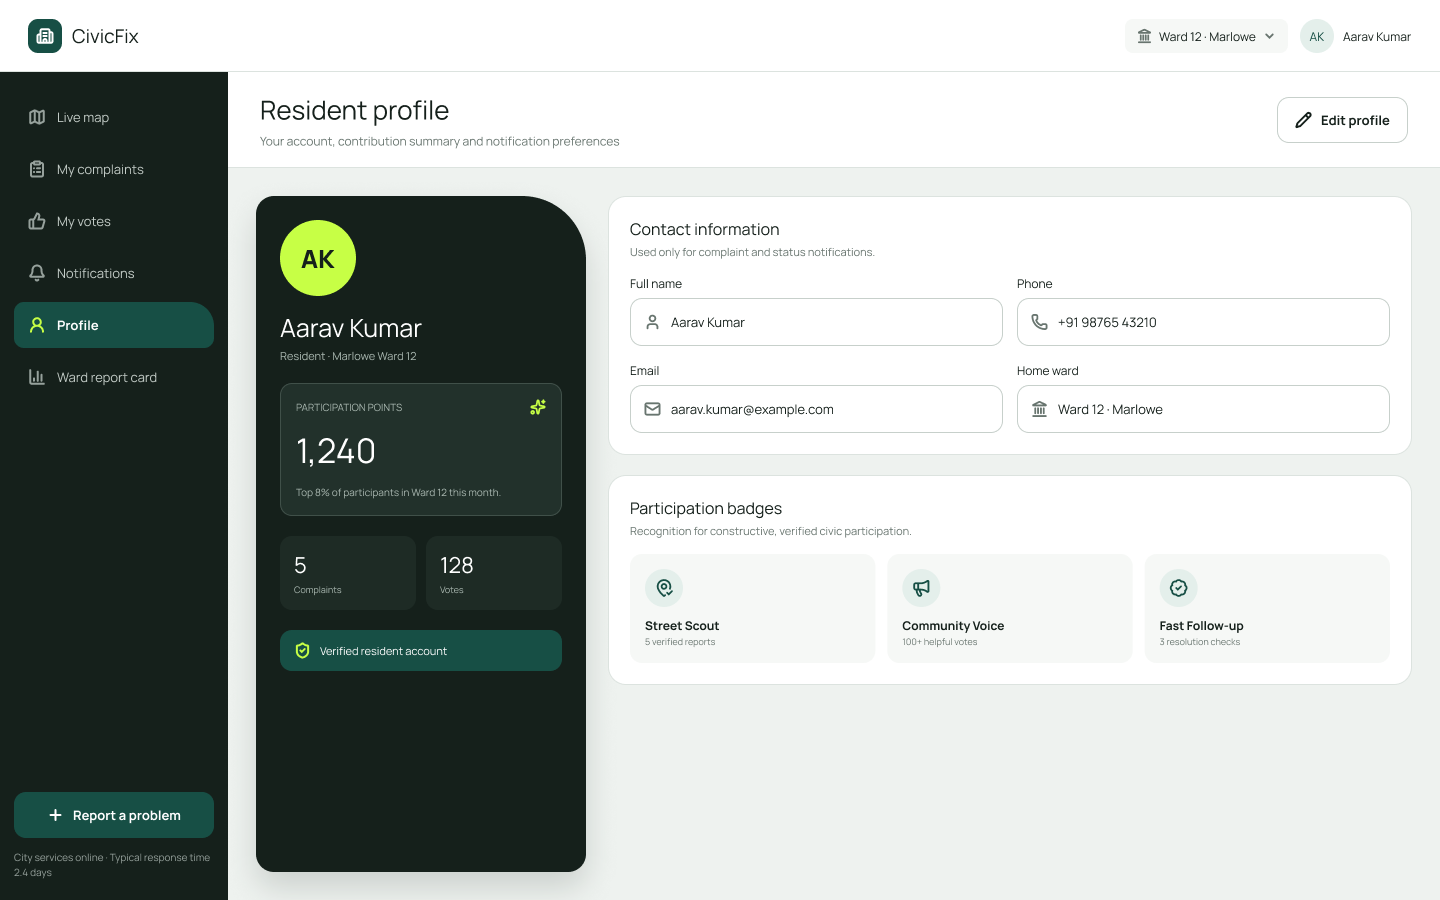 CivicFix
Ward 12 · Marlowe
AK
Aarav Kumar
Live map
My complaints
My votes
Notifications
Profile
Ward report card
Report a problem
City services online · Typical response time
2.4 days
Resident profile
Your account, contribution summary and notification preferences
Edit profile
AK
Aarav Kumar
Resident · Marlowe Ward 12
PARTICIPATION POINTS
1,240
Top 8% of participants in Ward 12 this month.
5
Complaints
128
Votes
Verified resident account
Contact information
Used only for complaint and status notifications.
Full name
Aarav Kumar
Phone
+91 98765 43210
Email
aarav.kumar@example.com
Home ward
Ward 12 · Marlowe
Participation badges
Recognition for constructive, verified civic participation.
Street Scout
5 verified reports
Community Voice
100+ helpful votes
Fast Follow-up
3 resolution checks